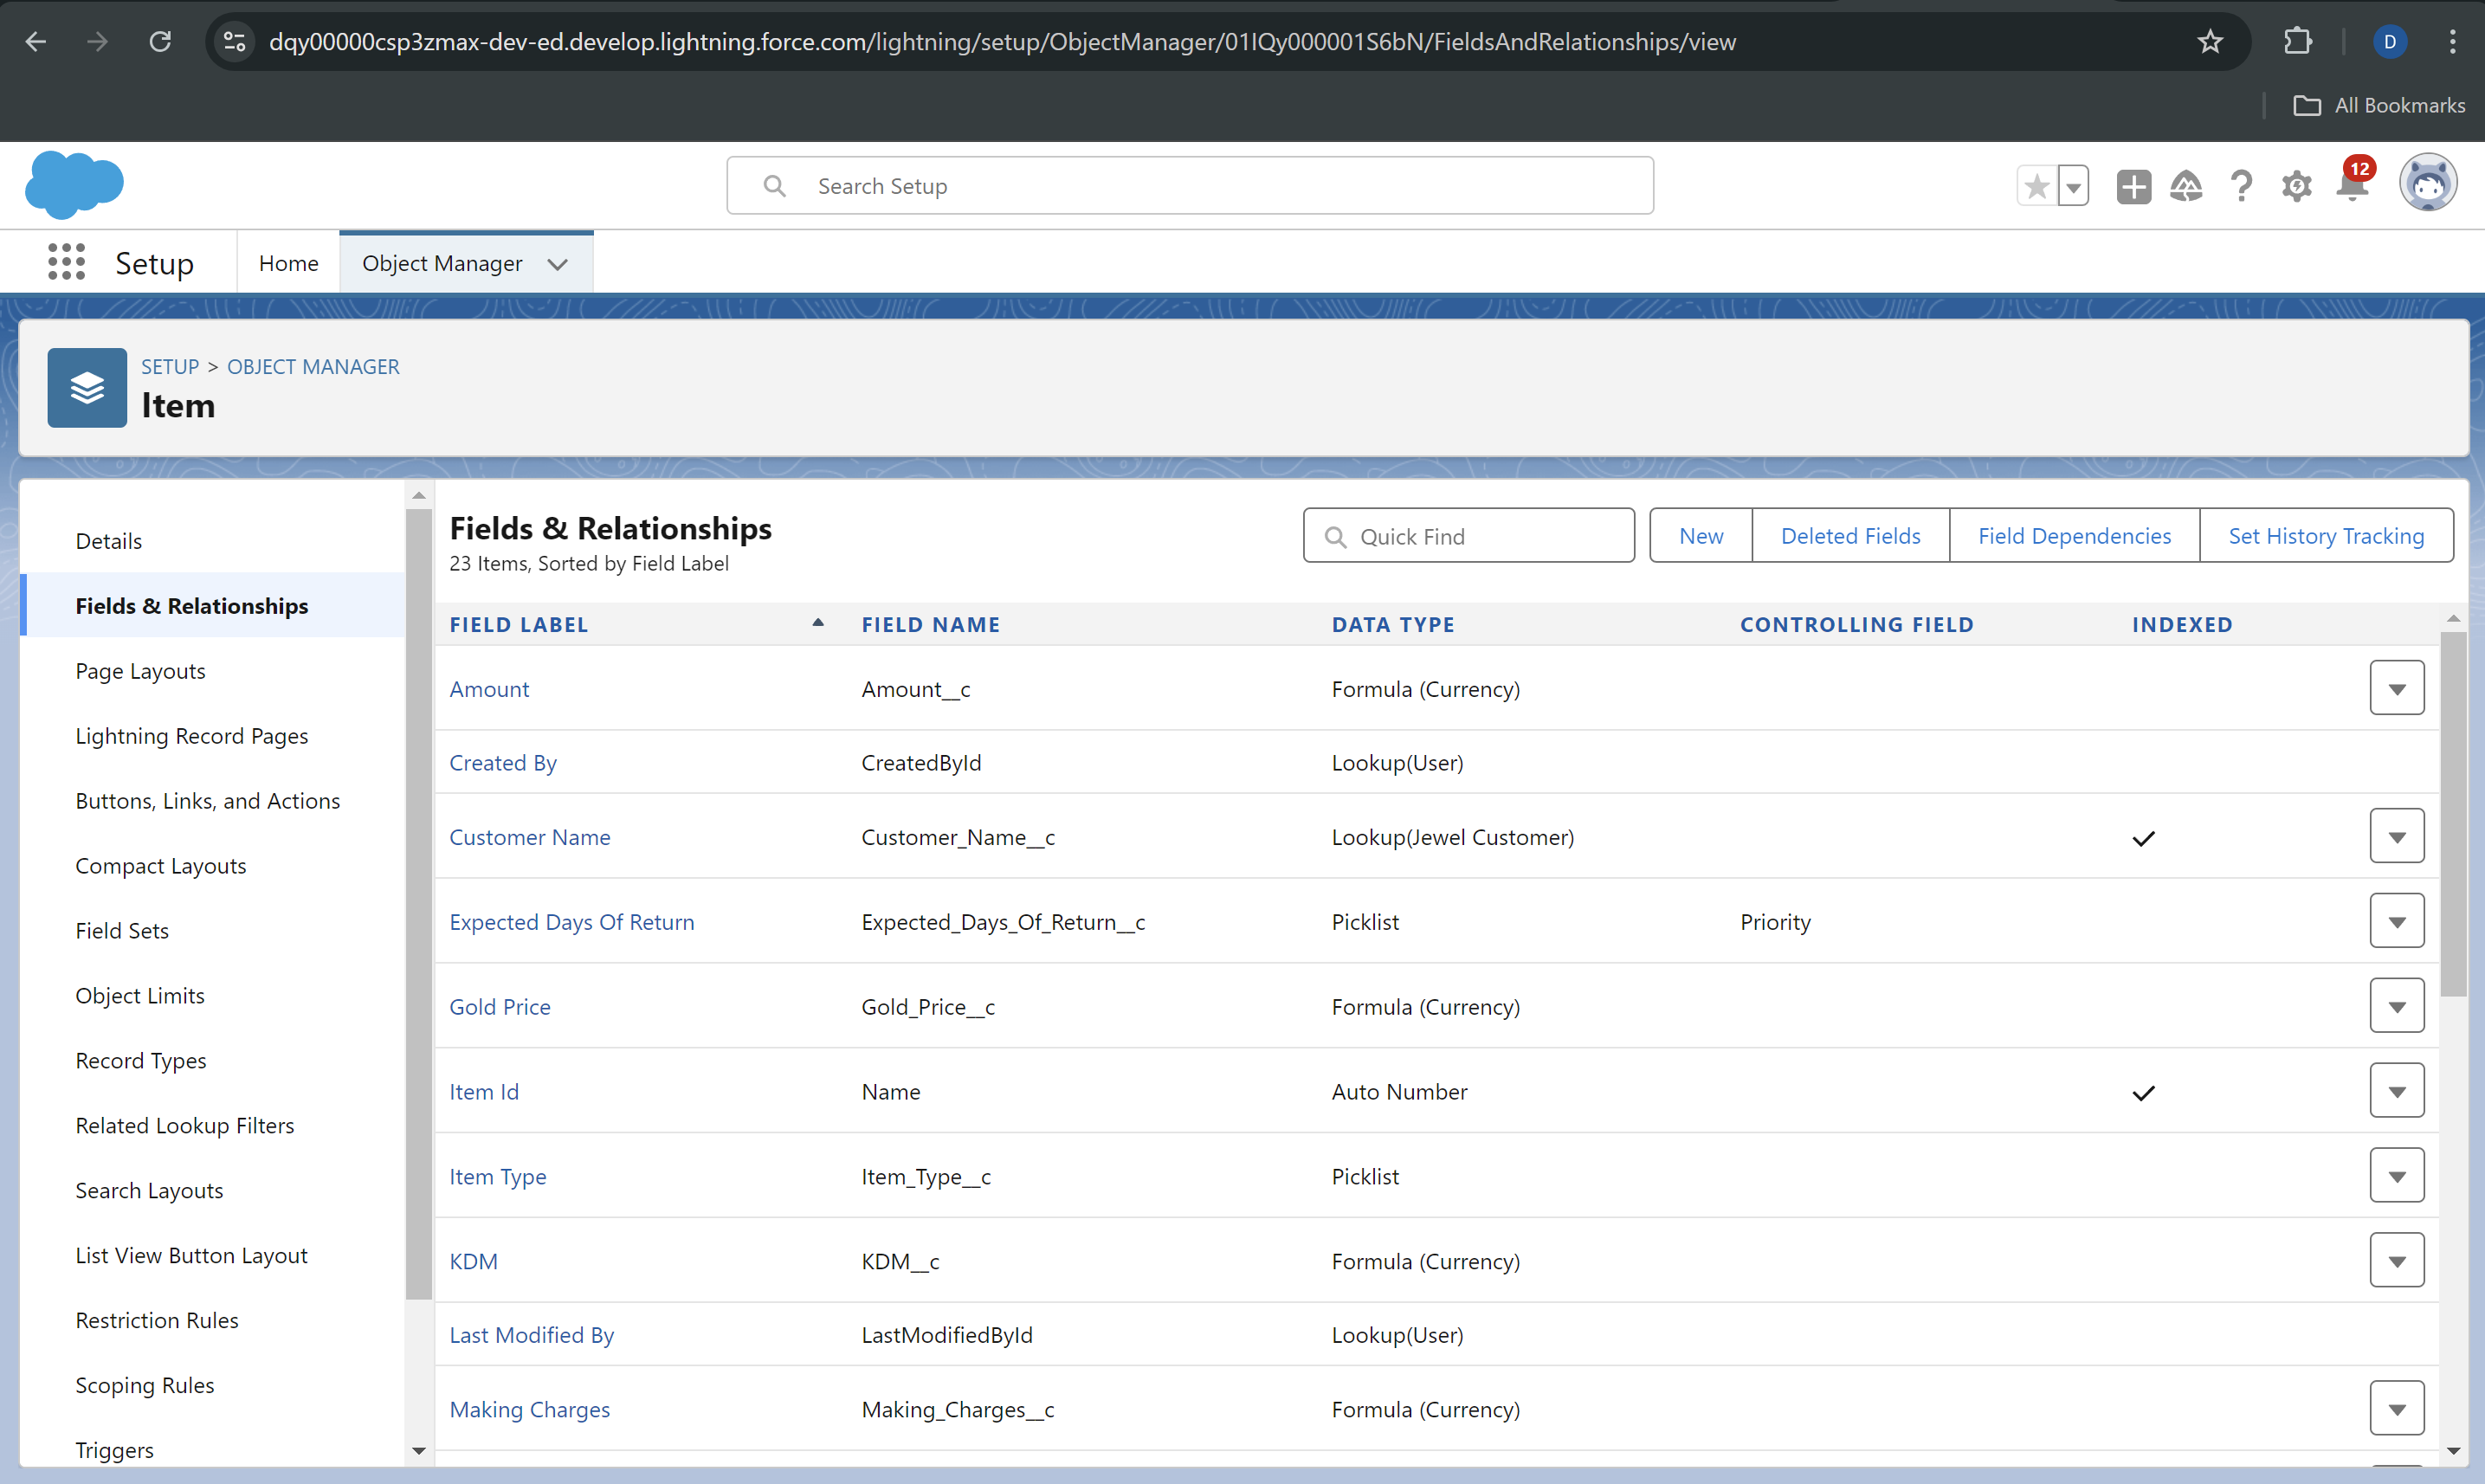 dqy00000csp3zmax-dev-ed.develop.lightning.force.com/lightning/setup/ObjectManager/01IQy000001S6bN/FieldsAndRelationships/view
D
All Bookmarks
Search Setup
12
Setup
Home
Object Manager
SETUP > OBJECT MANAGER
Item
Details
Fields & Relationships
Page Layouts
Lightning Record Pages
Buttons, Links, and Actions
Compact Layouts
Field Sets
Object Limits
Record Types
Related Lookup Filters
Search Layouts
List View Button Layout
Restriction Rules
Scoping Rules
Triggers
Fields & Relationships
23 Items, Sorted by Field Label
Quick Find
New
Deleted Fields
Field Dependencies
Set History Tracking
FIELD LABEL FIELD NAME DATA TYPE CONTROLLING FIELD INDEXED
Amount Amount__c Formula (Currency)
Created By CreatedById Lookup(User)
Customer Name Customer_Name__c Lookup(Jewel Customer)
Expected Days Of Return Expected_Days_Of_Return__c Picklist Priority
Gold Price Gold_Price__c Formula (Currency)
Item Id Name Auto Number
Item Type Item_Type__c Picklist
KDM KDM__c Formula (Currency)
Last Modified By LastModifiedById Lookup(User)
Making Charges Making_Charges__c Formula (Currency)